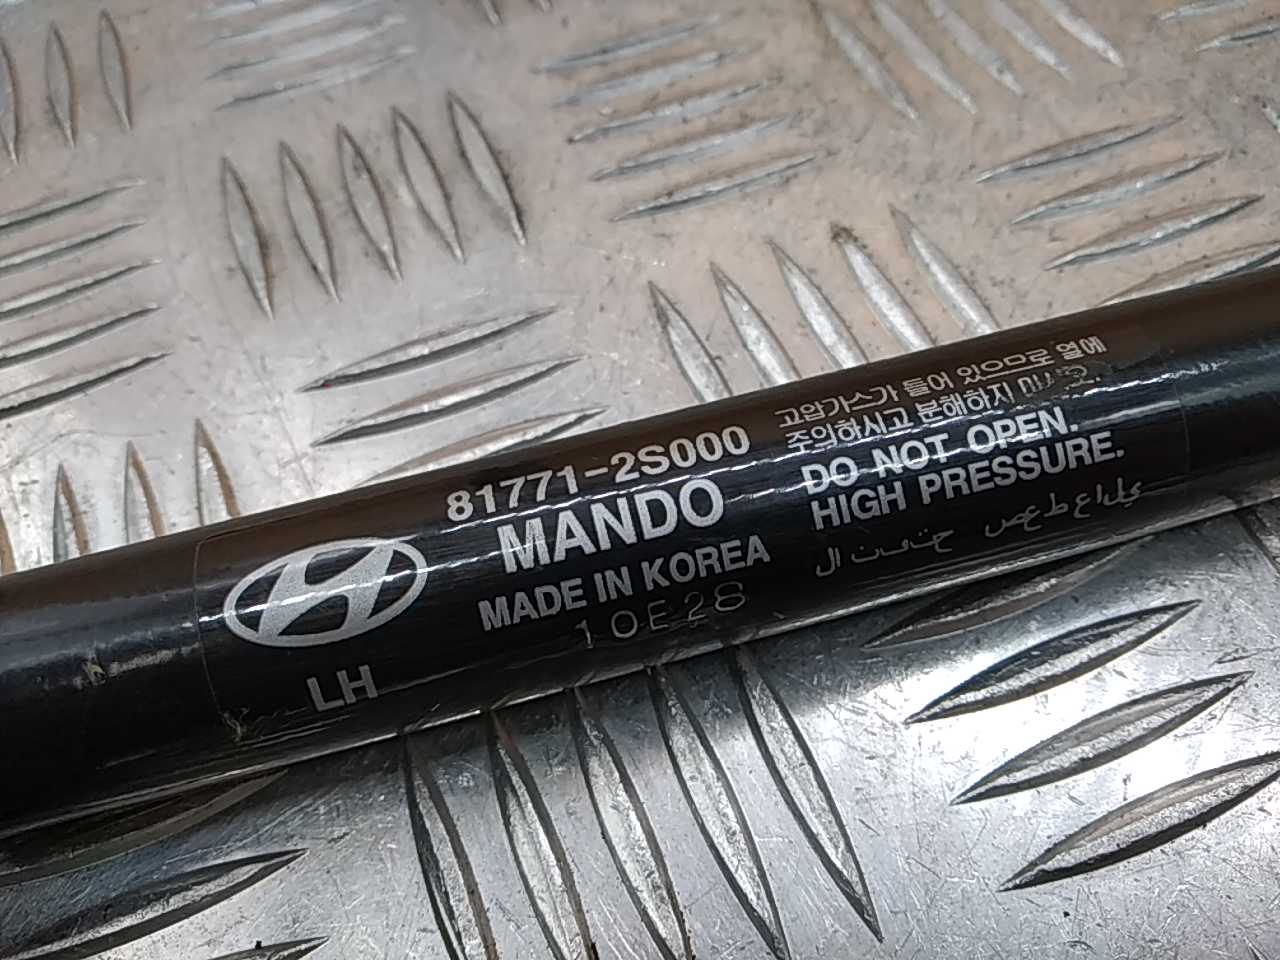 81771-2S000
MANDO
MADE IN KOREA
10E28
LH
고압가스가 들어 있으므로 열에
주의하시고 분해하지 마시오.
DO NOT OPEN.
HIGH PRESSURE.